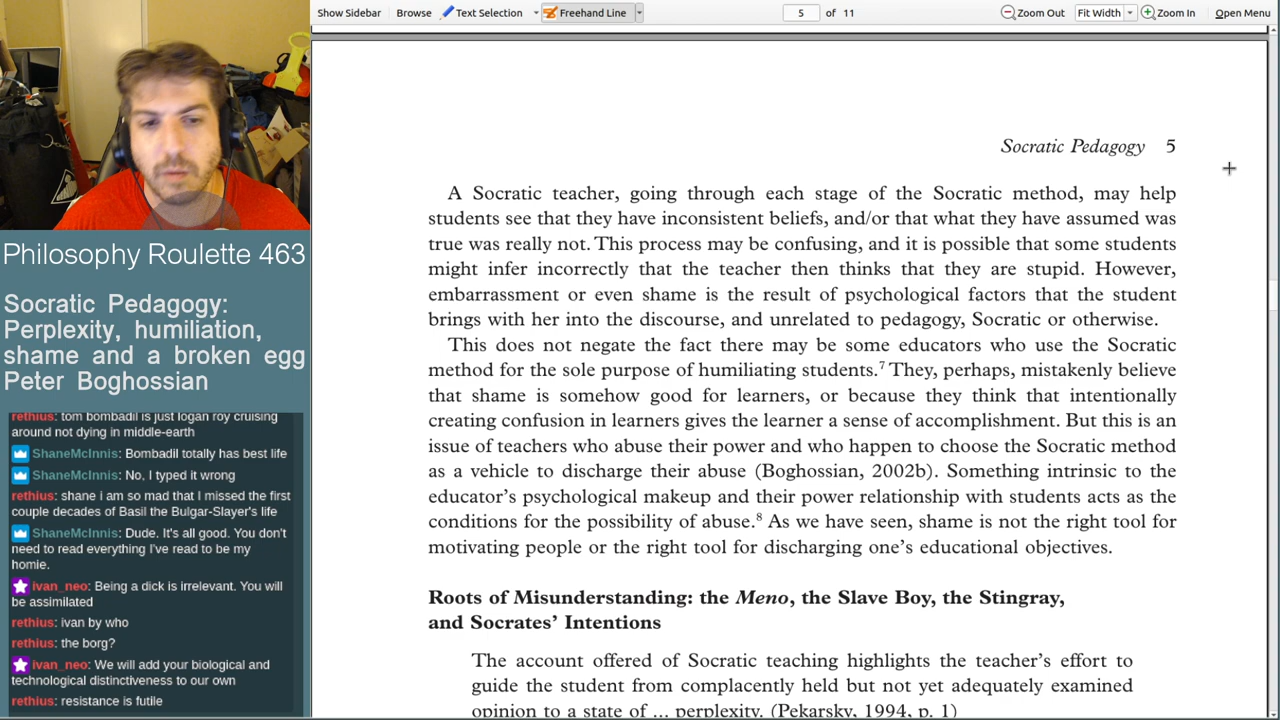 Show Sidebar Browse Text Selection Freehand Line 5 of 11 Zoom Out Fit Width Zoom In Open Menu
Socratic Pedagogy 5
A Socratic teacher, going through each stage of the Socratic method, may help
students see that they have inconsistent beliefs, and/or that what they have assumed was
true was really not. This process may be confusing, and it is possible that some students
might infer incorrectly that the teacher then thinks that they are stupid. However,
embarrassment or even shame is the result of psychological factors that the student
brings with her into the discourse, and unrelated to pedagogy, Socratic or otherwise.
This does not negate the fact there may be some educators who use the Socratic
method for the sole purpose of humiliating students.7 They, perhaps, mistakenly believe
that shame is somehow good for learners, or because they think that intentionally
creating confusion in learners gives the learner a sense of accomplishment. But this is an
issue of teachers who abuse their power and who happen to choose the Socratic method
as a vehicle to discharge their abuse (Boghossian, 2002b). Something intrinsic to the
educator's psychological makeup and their power relationship with students acts as the
conditions for the possibility of abuse.8 As we have seen, shame is not the right tool for
motivating people or the right tool for discharging one's educational objectives.
Roots of Misunderstanding: the Meno, the Slave Boy, the Stingray,
and Socrates' Intentions
The account offered of Socratic teaching highlights the teacher's effort to
guide the student from complacently held but not yet adequately examined
opinion to a state of ... perplexity. (Pekarsky, 1994, p. 1)
Philosophy Roulette 463
Socratic Pedagogy:
Perplexity, humiliation,
shame and a broken egg
Peter Boghossian
rethius: tom bombadil is just logan roy cruising
around not dying in middle-earth
ShaneMcInnis: Bombadil totally has best life
ShaneMcInnis: No, I typed it wrong
rethius: shane i am so mad that I missed the first
couple decades of Basil the Bulgar-Slayer's life
ShaneMcInnis: Dude. It's all good. You don't
need to read everything I've read to be my
homie.
ivan_neo: Being a dick is irrelevant. You will
be assimilated
rethius: ivan by who
rethius: the borg?
ivan_neo: We will add your biological and
technological distinctiveness to our own
rethius: resistance is futile